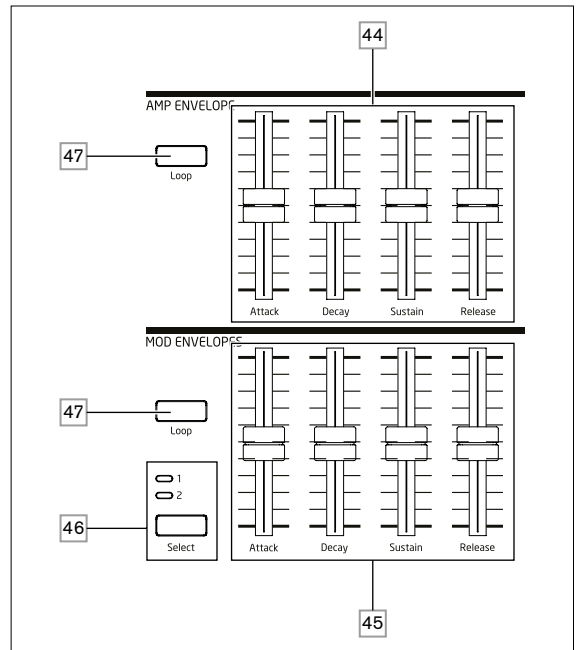 44
AMP ENVELOPE
47
Loop
Attack Decay Sustain Release
MOD ENVELOPES
47
Loop
1
2
46
Select
Attack Decay Sustain Release
45